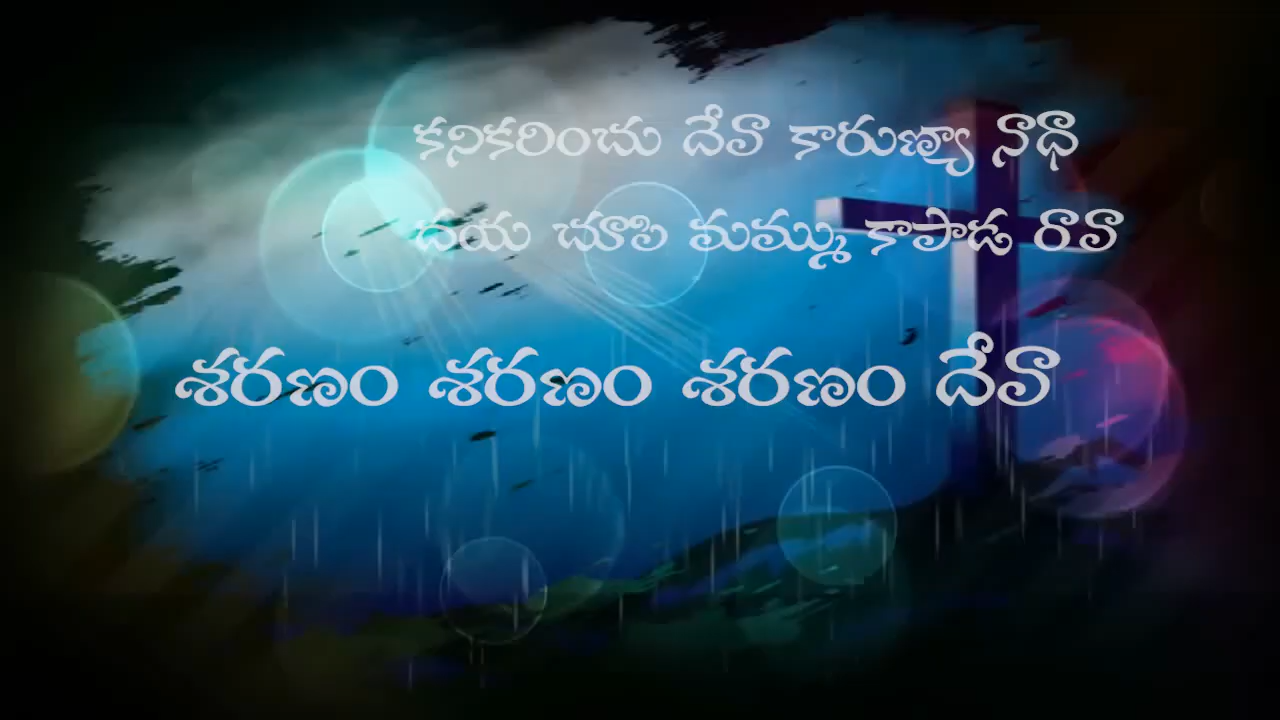 కనికరించు దేవా కారుణ్యా నాధా
దయ చూపి మమ్ము కాపాడ రావా
శరణం శరణం శరణం దేవా